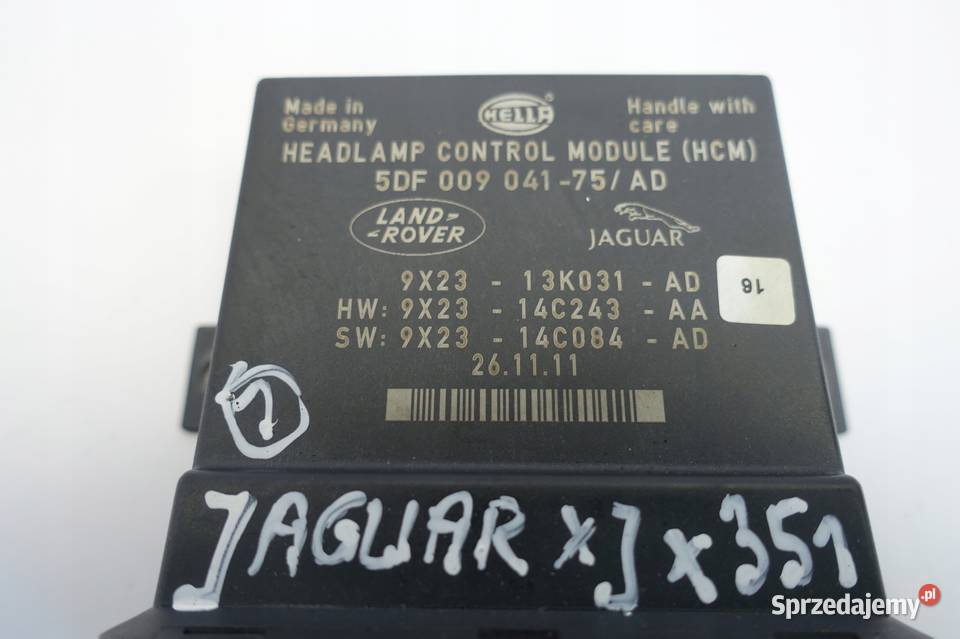 Made in
Germany
HELLA
Handle with
care
HEADLAMP CONTROL MODULE (HCM)
5DF 009 041-75/AD
LAND-
-ROVER
JAGUAR
9X23 - 13K031 - AD
HW: 9X23 - 14C243 - AA
SW: 9X23 - 14C084 - AD
26.11.11
16
1
JAGUAR XJ x351
Sprzedajemy.pl